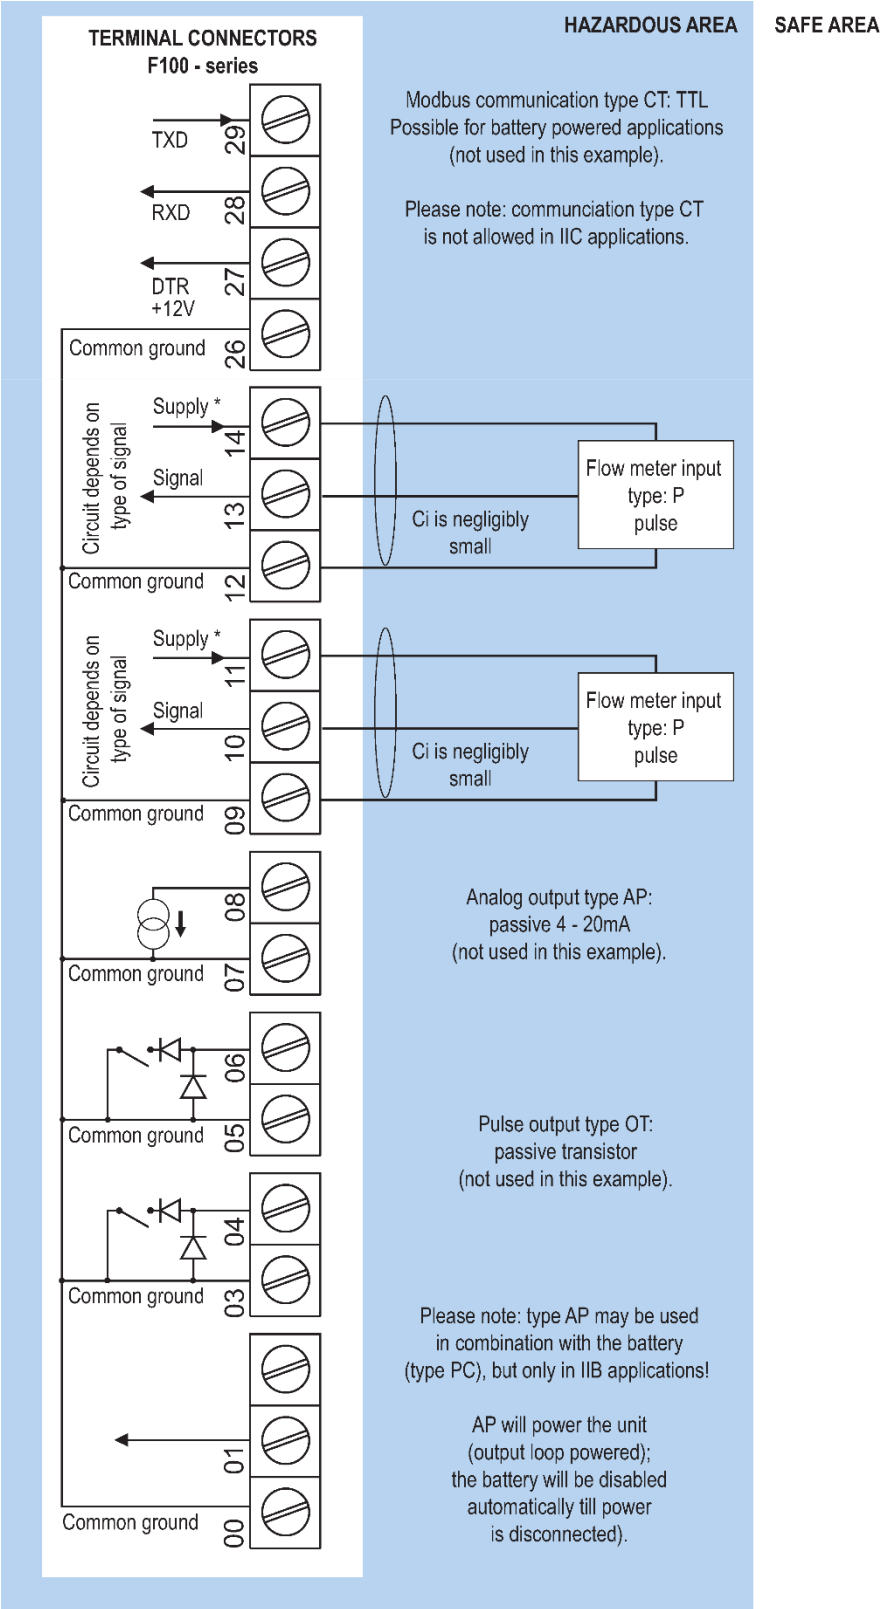 HAZARDOUS AREA
SAFE AREA
TERMINAL CONNECTORS
F100 - series
TXD
29
RXD
28
DTR
+12V
27
Common ground
26
Modbus communication type CT: TTL
Possible for battery powered applications
(not used in this example).
Please note: communciation type CT
is not allowed in IIC applications.
Circuit depends on
type of signal
Supply *
14
Signal
13
Common ground
12
Ci is negligibly
small
Flow meter input
type: P
pulse
Circuit depends on
type of signal
Supply *
11
Signal
10
Common ground
09
Ci is negligibly
small
Flow meter input
type: P
pulse
08
Common ground
07
Analog output type AP:
passive 4 - 20mA
(not used in this example).
06
Common ground
05
Pulse output type OT:
passive transistor
(not used in this example).
04
Common ground
03
Please note: type AP may be used
in combination with the battery
(type PC), but only in IIB applications!
01
Common ground
00
AP will power the unit
(output loop powered);
the battery will be disabled
automatically till power
is disconnected).